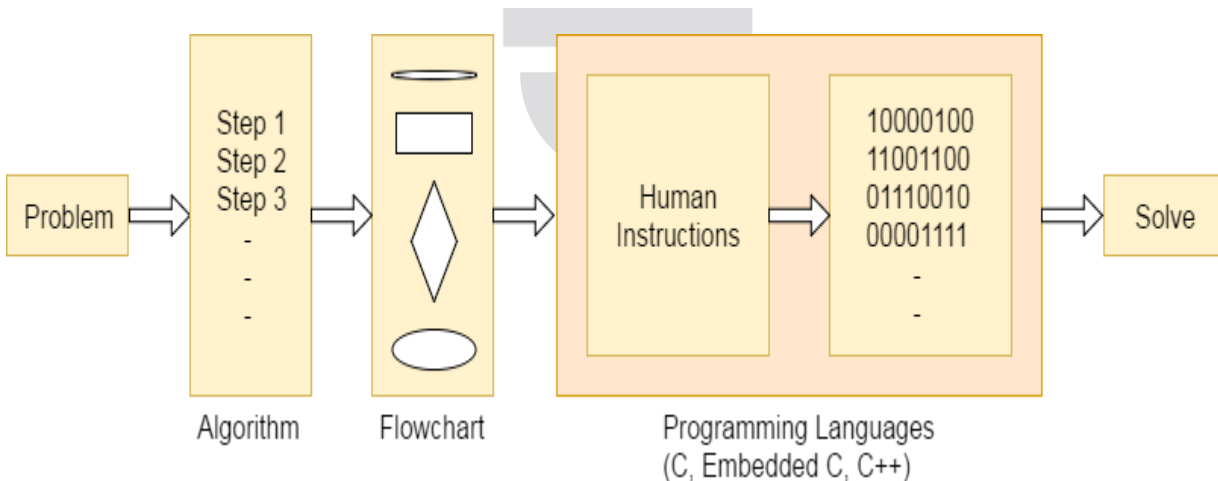 Problem
Step 1
Step 2
Step 3
-
-
-
Algorithm
Flowchart
Human
Instructions
10000100
11001100
01110010
00001111
-
-
Programming Languages
(C, Embedded C, C++)
Solve